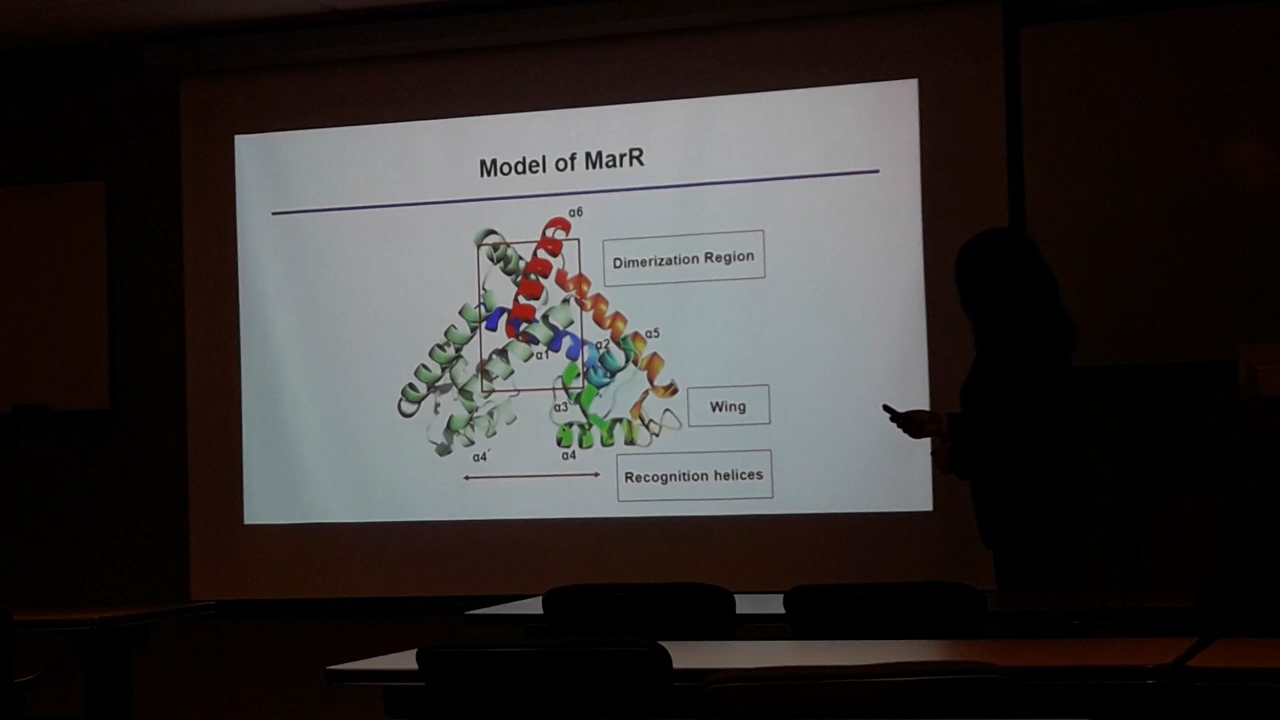 Model of MarR
α6
Dimerization Region
α5
α2
α1
Wing
α3
α4´
α4
Recognition helices